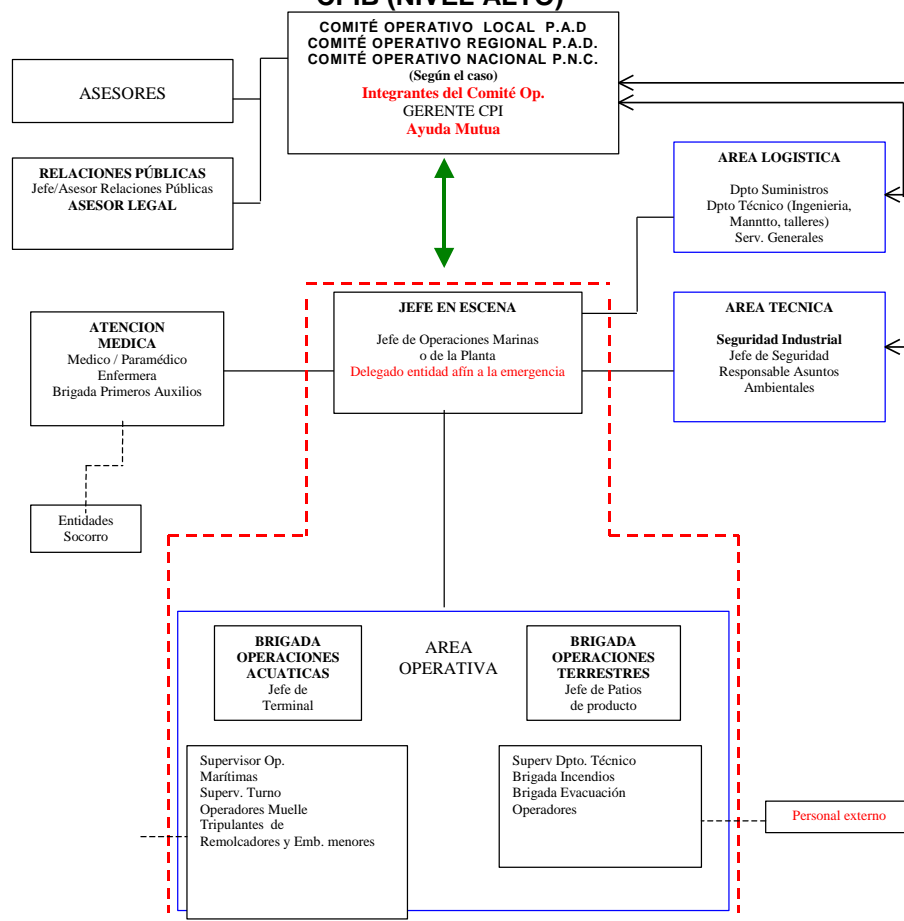 CPIB (NIVEL ALTO)
COMITÉ OPERATIVO LOCAL P.A.D
COMITÉ OPERATIVO REGIONAL P.A.D.
COMITÉ OPERATIVO NACIONAL P.N.C.
(Según el caso)
Integrantes del Comité Op.
GERENTE CPI
Ayuda Mutua
ASESORES
RELACIONES PÚBLICAS
Jefe/Asesor Relaciones Públicas
ASESOR LEGAL
AREA LOGISTICA
Dpto Suministros
Dpto Técnico (Ingenieria,
Manntto, talleres)
Serv. Generales
JEFE EN ESCENA
Jefe de Operaciones Marinas
o de la Planta
Delegado entidad afín a la emergencia
AREA TECNICA
Seguridad Industrial
Jefe de Seguridad
Responsable Asuntos
Ambientales
ATENCION
MEDICA
Medico / Paramédico
Enfermera
Brigada Primeros Auxilios
Entidades
Socorro
AREA
OPERATIVA
BRIGADA
OPERACIONES
ACUATICAS
Jefe de
Terminal
BRIGADA
OPERACIONES
TERRESTRES
Jefe de Patios
de producto
Supervisor Op.
Marítimas
Superv. Turno
Operadores Muelle
Tripulantes de
Remolcadores y Emb. menores
Superv Dpto. Técnico
Brigada Incendios
Brigada Evacuación
Operadores
Personal externo